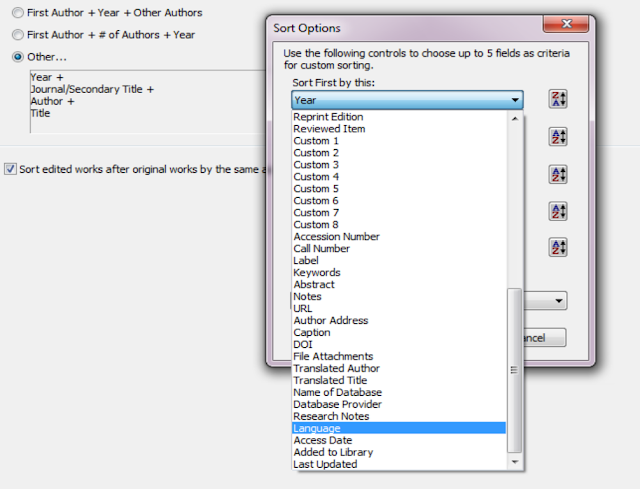 First Author + Year + Other Authors
First Author + # of Authors + Year
Other...
Year +
Journal/Secondary Title +
Author +
Title
Sort edited works after original works by the same a
Sort Options
Use the following controls to choose up to 5 fields as criteria
for custom sorting.
Sort First by this:
Year
Reprint Edition
Reviewed Item
Custom 1
Custom 2
Custom 3
Custom 4
Custom 5
Custom 6
Custom 7
Custom 8
Accession Number
Call Number
Label
Keywords
Abstract
Notes
URL
Author Address
Caption
DOI
File Attachments
Translated Author
Translated Title
Name of Database
Database Provider
Research Notes
Language
Access Date
Added to Library
Last Updated
ancel